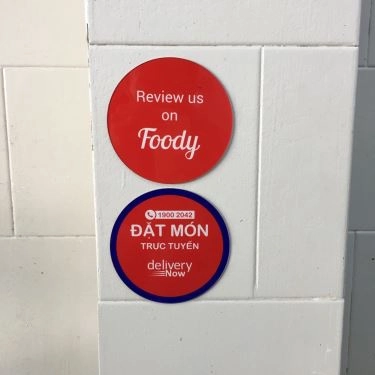 Review us
on
Foody
1900 2042
ĐẶT MÓN
TRỰC TUYẾN
delivery
Now